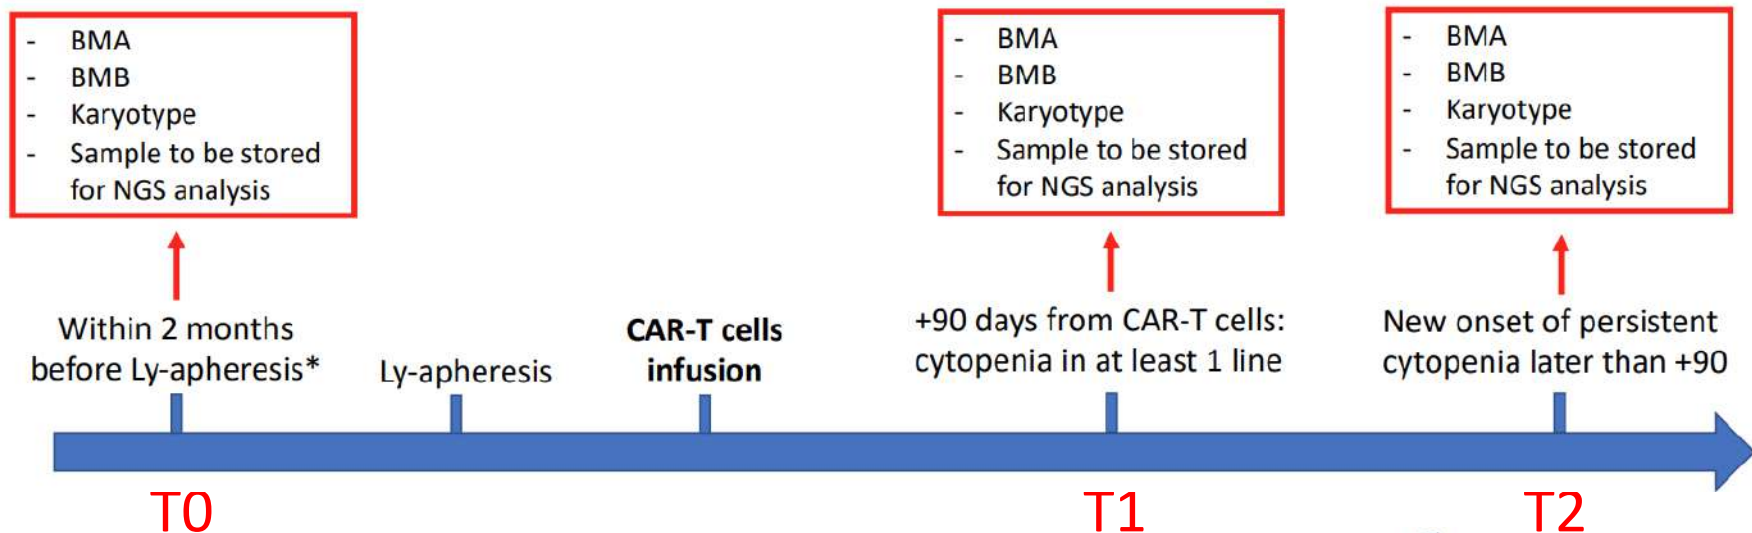 - BMA
- BMB
- Karyotype
- Sample to be stored
for NGS analysis
- BMA
- BMB
- Karyotype
- Sample to be stored
for NGS analysis
- BMA
- BMB
- Karyotype
- Sample to be stored
for NGS analysis
Within 2 months
before Ly-apheresis*
Ly-apheresis
CAR-T cells
infusion
+90 days from CAR-T cells:
cytopenia in at least 1 line
New onset of persistent
cytopenia later than +90
T0
T1
T2